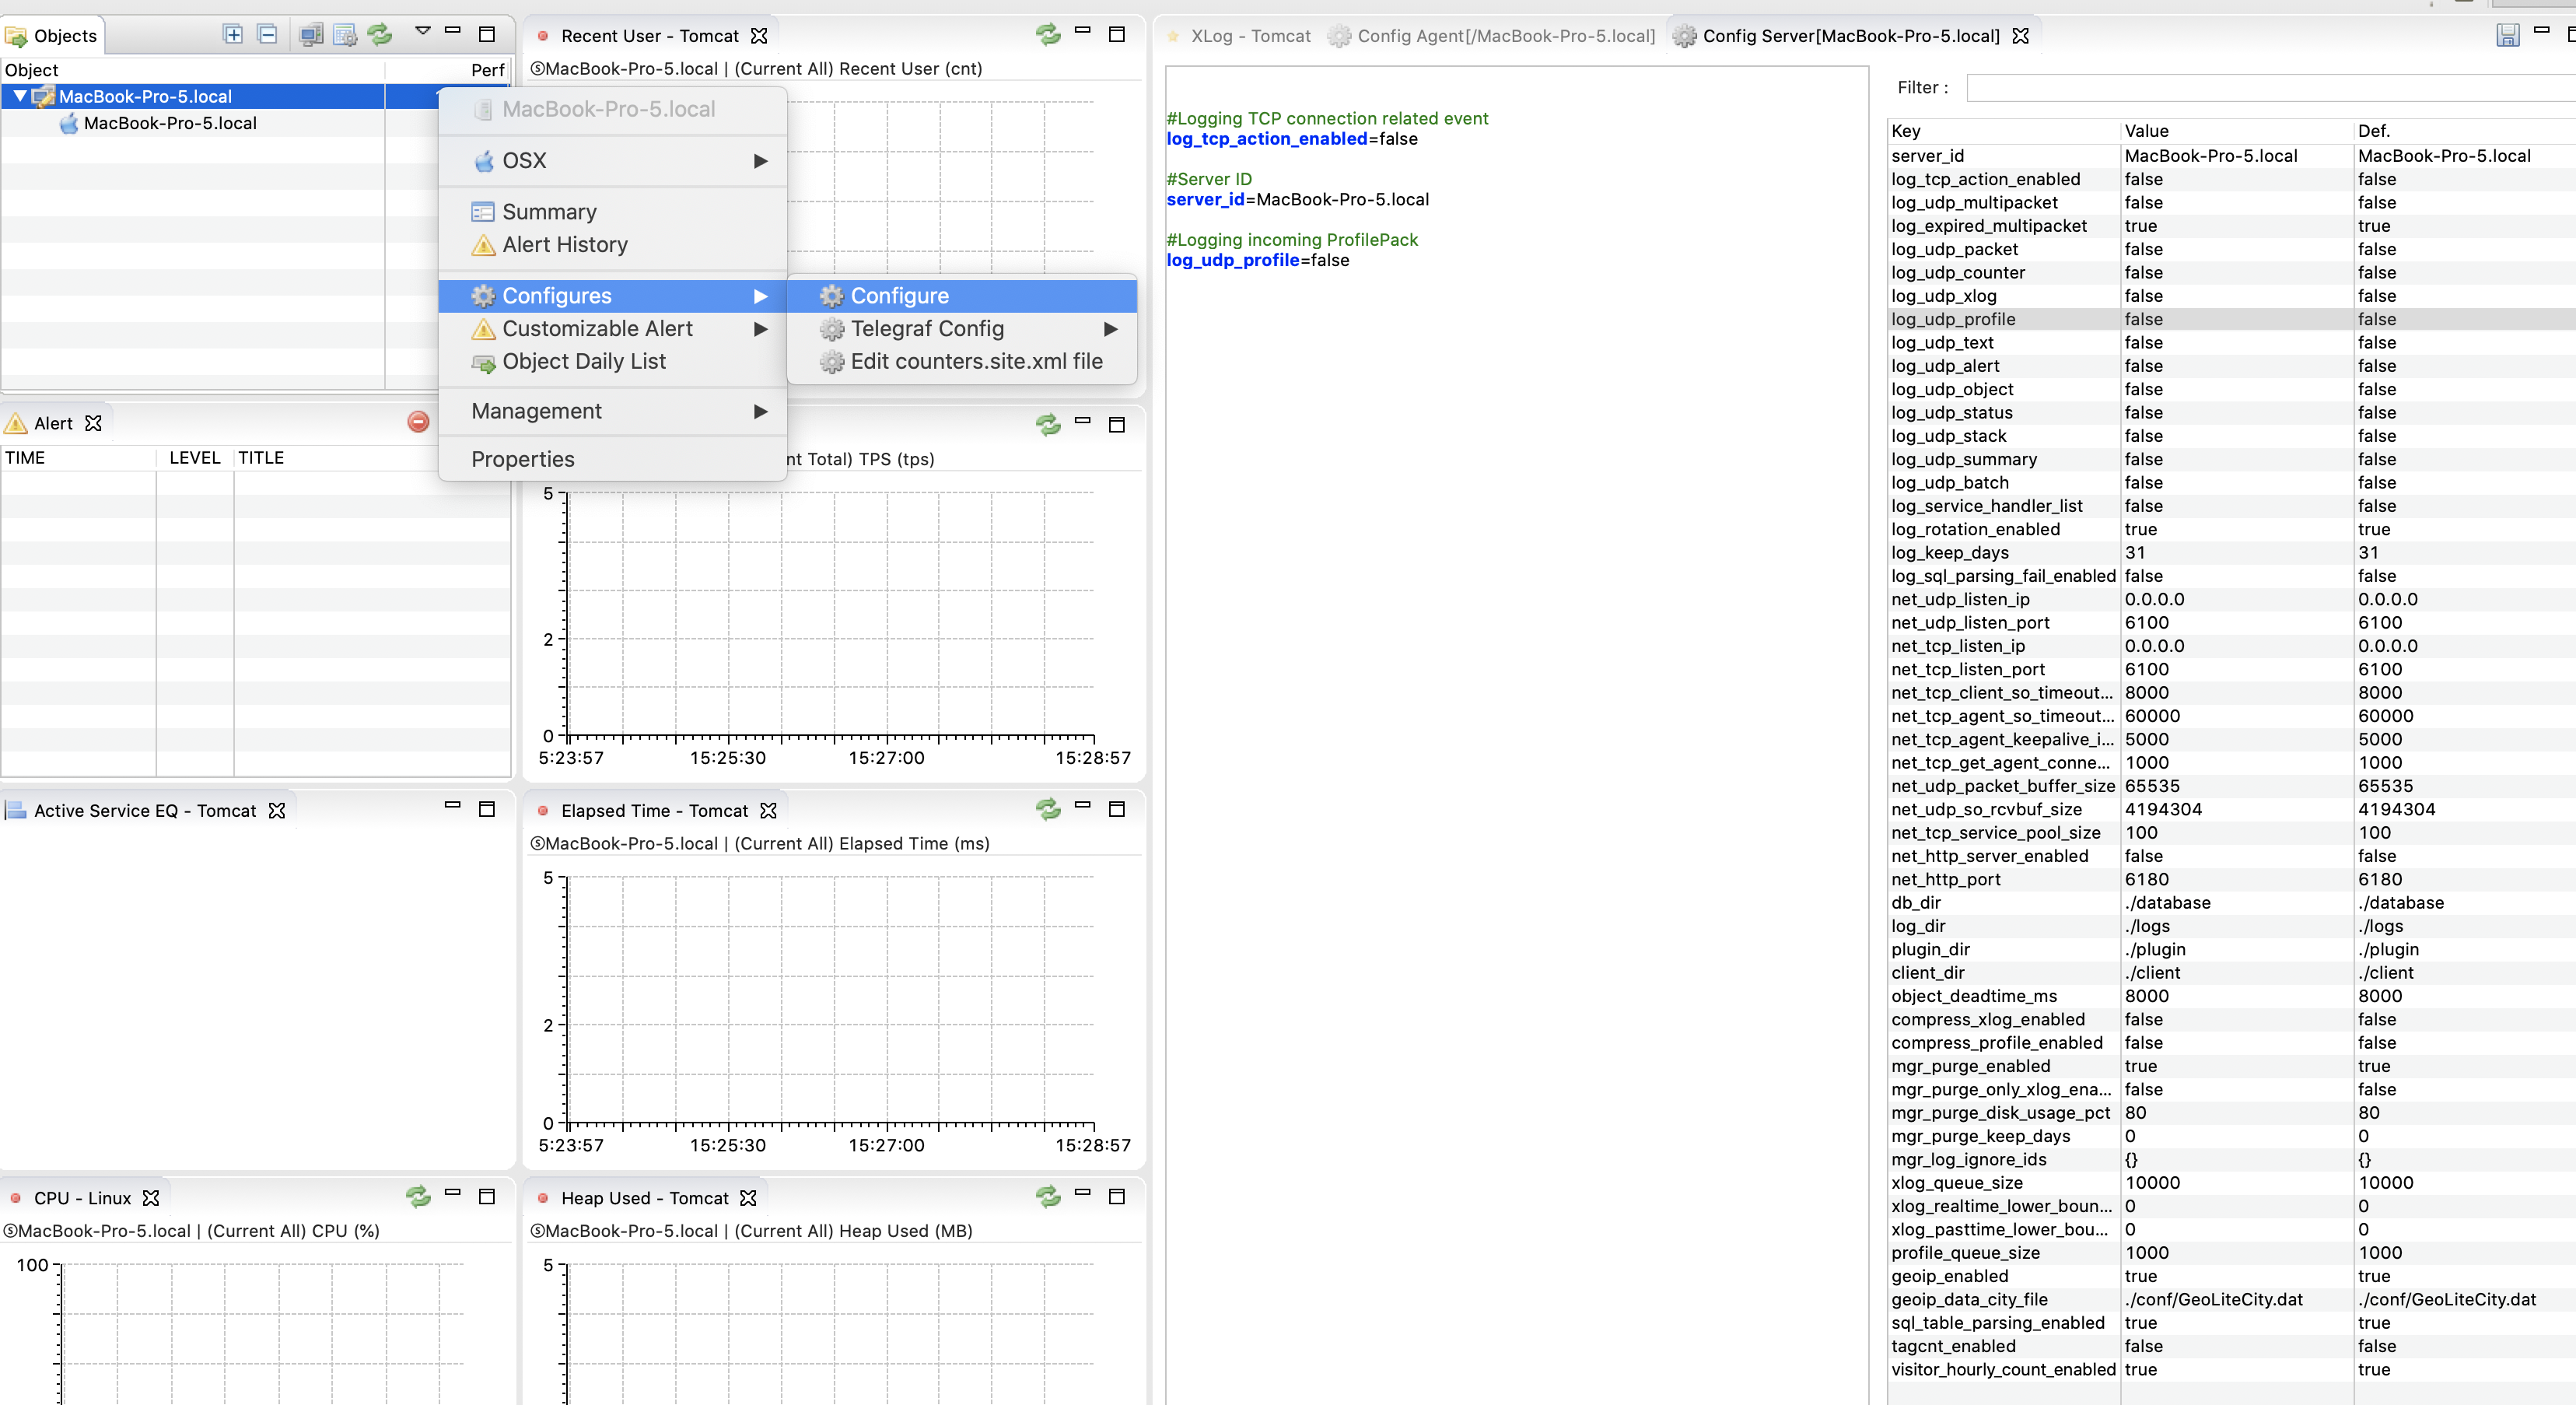 Objects
Object Perf
MacBook-Pro-5.local
MacBook-Pro-5.local
MacBook-Pro-5.local
OSX
Summary
Alert History
Configures
Customizable Alert
Object Daily List
Management
Properties
Configure
Telegraf Config
Edit counters.site.xml file
Alert
TIME LEVEL TITLE
Active Service EQ - Tomcat
CPU - Linux
ⓈMacBook-Pro-5.local | (Current All) CPU (%)
100
Recent User - Tomcat
ⓈMacBook-Pro-5.local | (Current All) Recent User (cnt)
nt Total) TPS (tps)
5
2
0
5:23:57 15:25:30 15:27:00 15:28:57
Elapsed Time - Tomcat
ⓈMacBook-Pro-5.local | (Current All) Elapsed Time (ms)
5
2
0
5:23:57 15:25:30 15:27:00 15:28:57
Heap Used - Tomcat
ⓈMacBook-Pro-5.local | (Current All) Heap Used (MB)
5
XLog - Tomcat Config Agent[/MacBook-Pro-5.local] Config Server[MacBook-Pro-5.local]
#Logging TCP connection related event
log_tcp_action_enabled=false
#Server ID
server_id=MacBook-Pro-5.local
#Logging incoming ProfilePack
log_udp_profile=false
Filter :
Key Value Def.
server_id MacBook-Pro-5.local MacBook-Pro-5.local
log_tcp_action_enabled false false
log_udp_multipacket false false
log_expired_multipacket true true
log_udp_packet false false
log_udp_counter false false
log_udp_xlog false false
log_udp_profile false false
log_udp_text false false
log_udp_alert false false
log_udp_object false false
log_udp_status false false
log_udp_stack false false
log_udp_summary false false
log_udp_batch false false
log_service_handler_list false false
log_rotation_enabled true true
log_keep_days 31 31
log_sql_parsing_fail_enabled false false
net_udp_listen_ip 0.0.0.0 0.0.0.0
net_udp_listen_port 6100 6100
net_tcp_listen_ip 0.0.0.0 0.0.0.0
net_tcp_listen_port 6100 6100
net_tcp_client_so_timeout... 8000 8000
net_tcp_agent_so_timeout... 60000 60000
net_tcp_agent_keepalive_i... 5000 5000
net_tcp_get_agent_conne... 1000 1000
net_udp_packet_buffer_size 65535 65535
net_udp_so_rcvbuf_size 4194304 4194304
net_tcp_service_pool_size 100 100
net_http_server_enabled false false
net_http_port 6180 6180
db_dir ./database ./database
log_dir ./logs ./logs
plugin_dir ./plugin ./plugin
client_dir ./client ./client
object_deadtime_ms 8000 8000
compress_xlog_enabled false false
compress_profile_enabled false false
mgr_purge_enabled true true
mgr_purge_only_xlog_ena... false false
mgr_purge_disk_usage_pct 80 80
mgr_purge_keep_days 0 0
mgr_log_ignore_ids {} {}
xlog_queue_size 10000 10000
xlog_realtime_lower_boun... 0 0
xlog_pasttime_lower_bou... 0 0
profile_queue_size 1000 1000
geoip_enabled true true
geoip_data_city_file ./conf/GeoLiteCity.dat ./conf/GeoLiteCity.dat
sql_table_parsing_enabled true true
tagcnt_enabled false false
visitor_hourly_count_enabled true true